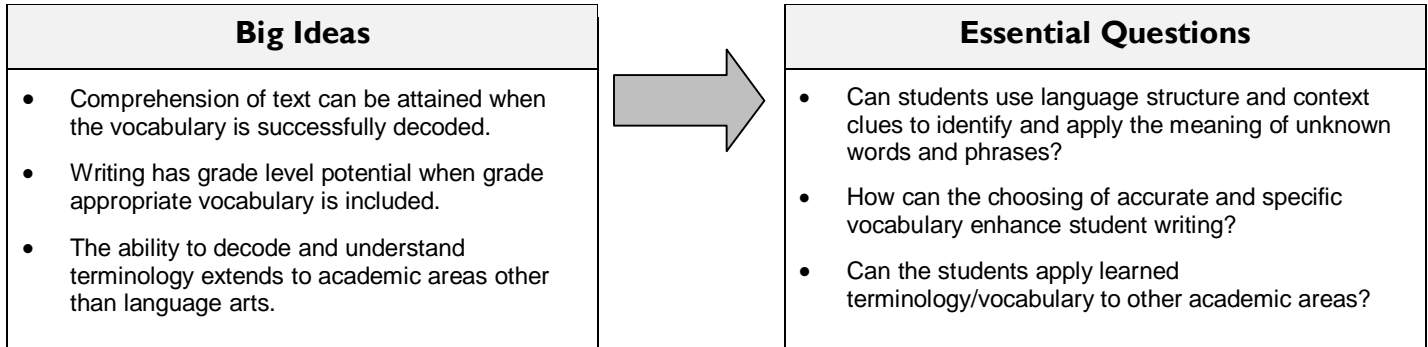 Big Ideas
• Comprehension of text can be attained when
the vocabulary is successfully decoded.
• Writing has grade level potential when grade
appropriate vocabulary is included.
• The ability to decode and understand
terminology extends to academic areas other
than language arts.
Essential Questions
• Can students use language structure and context
clues to identify and apply the meaning of unknown
words and phrases?
• How can the choosing of accurate and specific
vocabulary enhance student writing?
• Can the students apply learned
terminology/vocabulary to other academic areas?